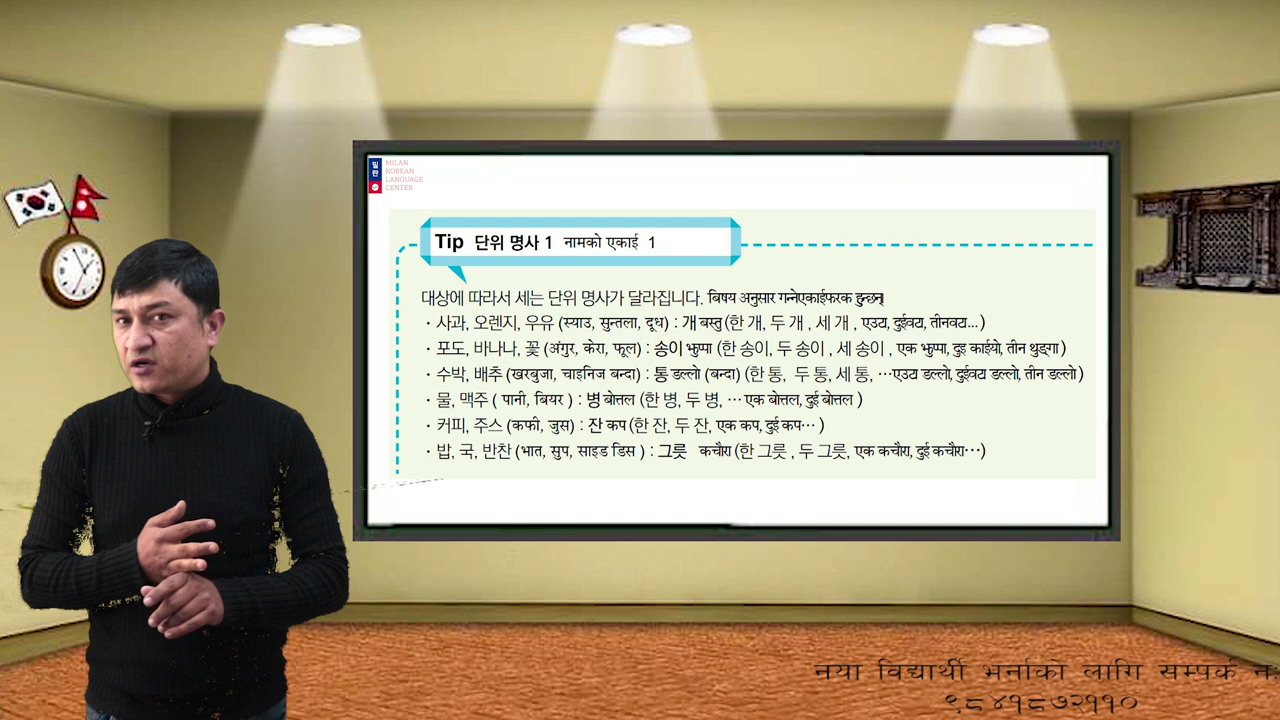 밀란
MILAN
KOREAN
LANGUAGE
CENTER
Tip 단위 명사 1 नामको एकाई 1
대상에 따라서 세는 단위 명사가 달라집니다. बिषय अनुसार गन्नेएकाईफरक हुन्छन्
· 사과, 오렌지, 우유 (स्याउ, सुन्तला, दूध) : 개 बस्तु (한 개, 두 개 , 세 개 , एउटा, दुईवटा, तीनवटा...)
· 포도, 바나나, 꽃 (अंगुर, केरा, फूल) : 송이 झुप्पा (한 송이, 두 송이 , 세 송이 , एक झुप्पा, दुइ काईयो, तीन थुङ्गा )
· 수박, 배추 (खरबुजा, चाइनिज बन्दा) : 통 डल्लो (बन्दा) (한 통, 두 통, 세 통, …एउटा डल्लो, दुईवटा डल्लो, तीन डल्लो )
· 물, 맥주 ( पानी, बियर ) : 병 बोत्तल (한 병, 두 병, … एक बोत्तल, दुई बोत्तल )
· 커피, 주스 (कफी, जुस) : 잔 कप (한 잔, 두 잔, एक कप, दुई कप… )
· 밥, 국, 반찬 (भात, सुप, साइड डिस ) : 그릇 कचौरा (한 그릇 , 두 그릇, एक कचौरा, दुई कचौरा…)
नया विद्यार्थी भर्नाको लागि सम्पर्क न:
९८४१८७२११०